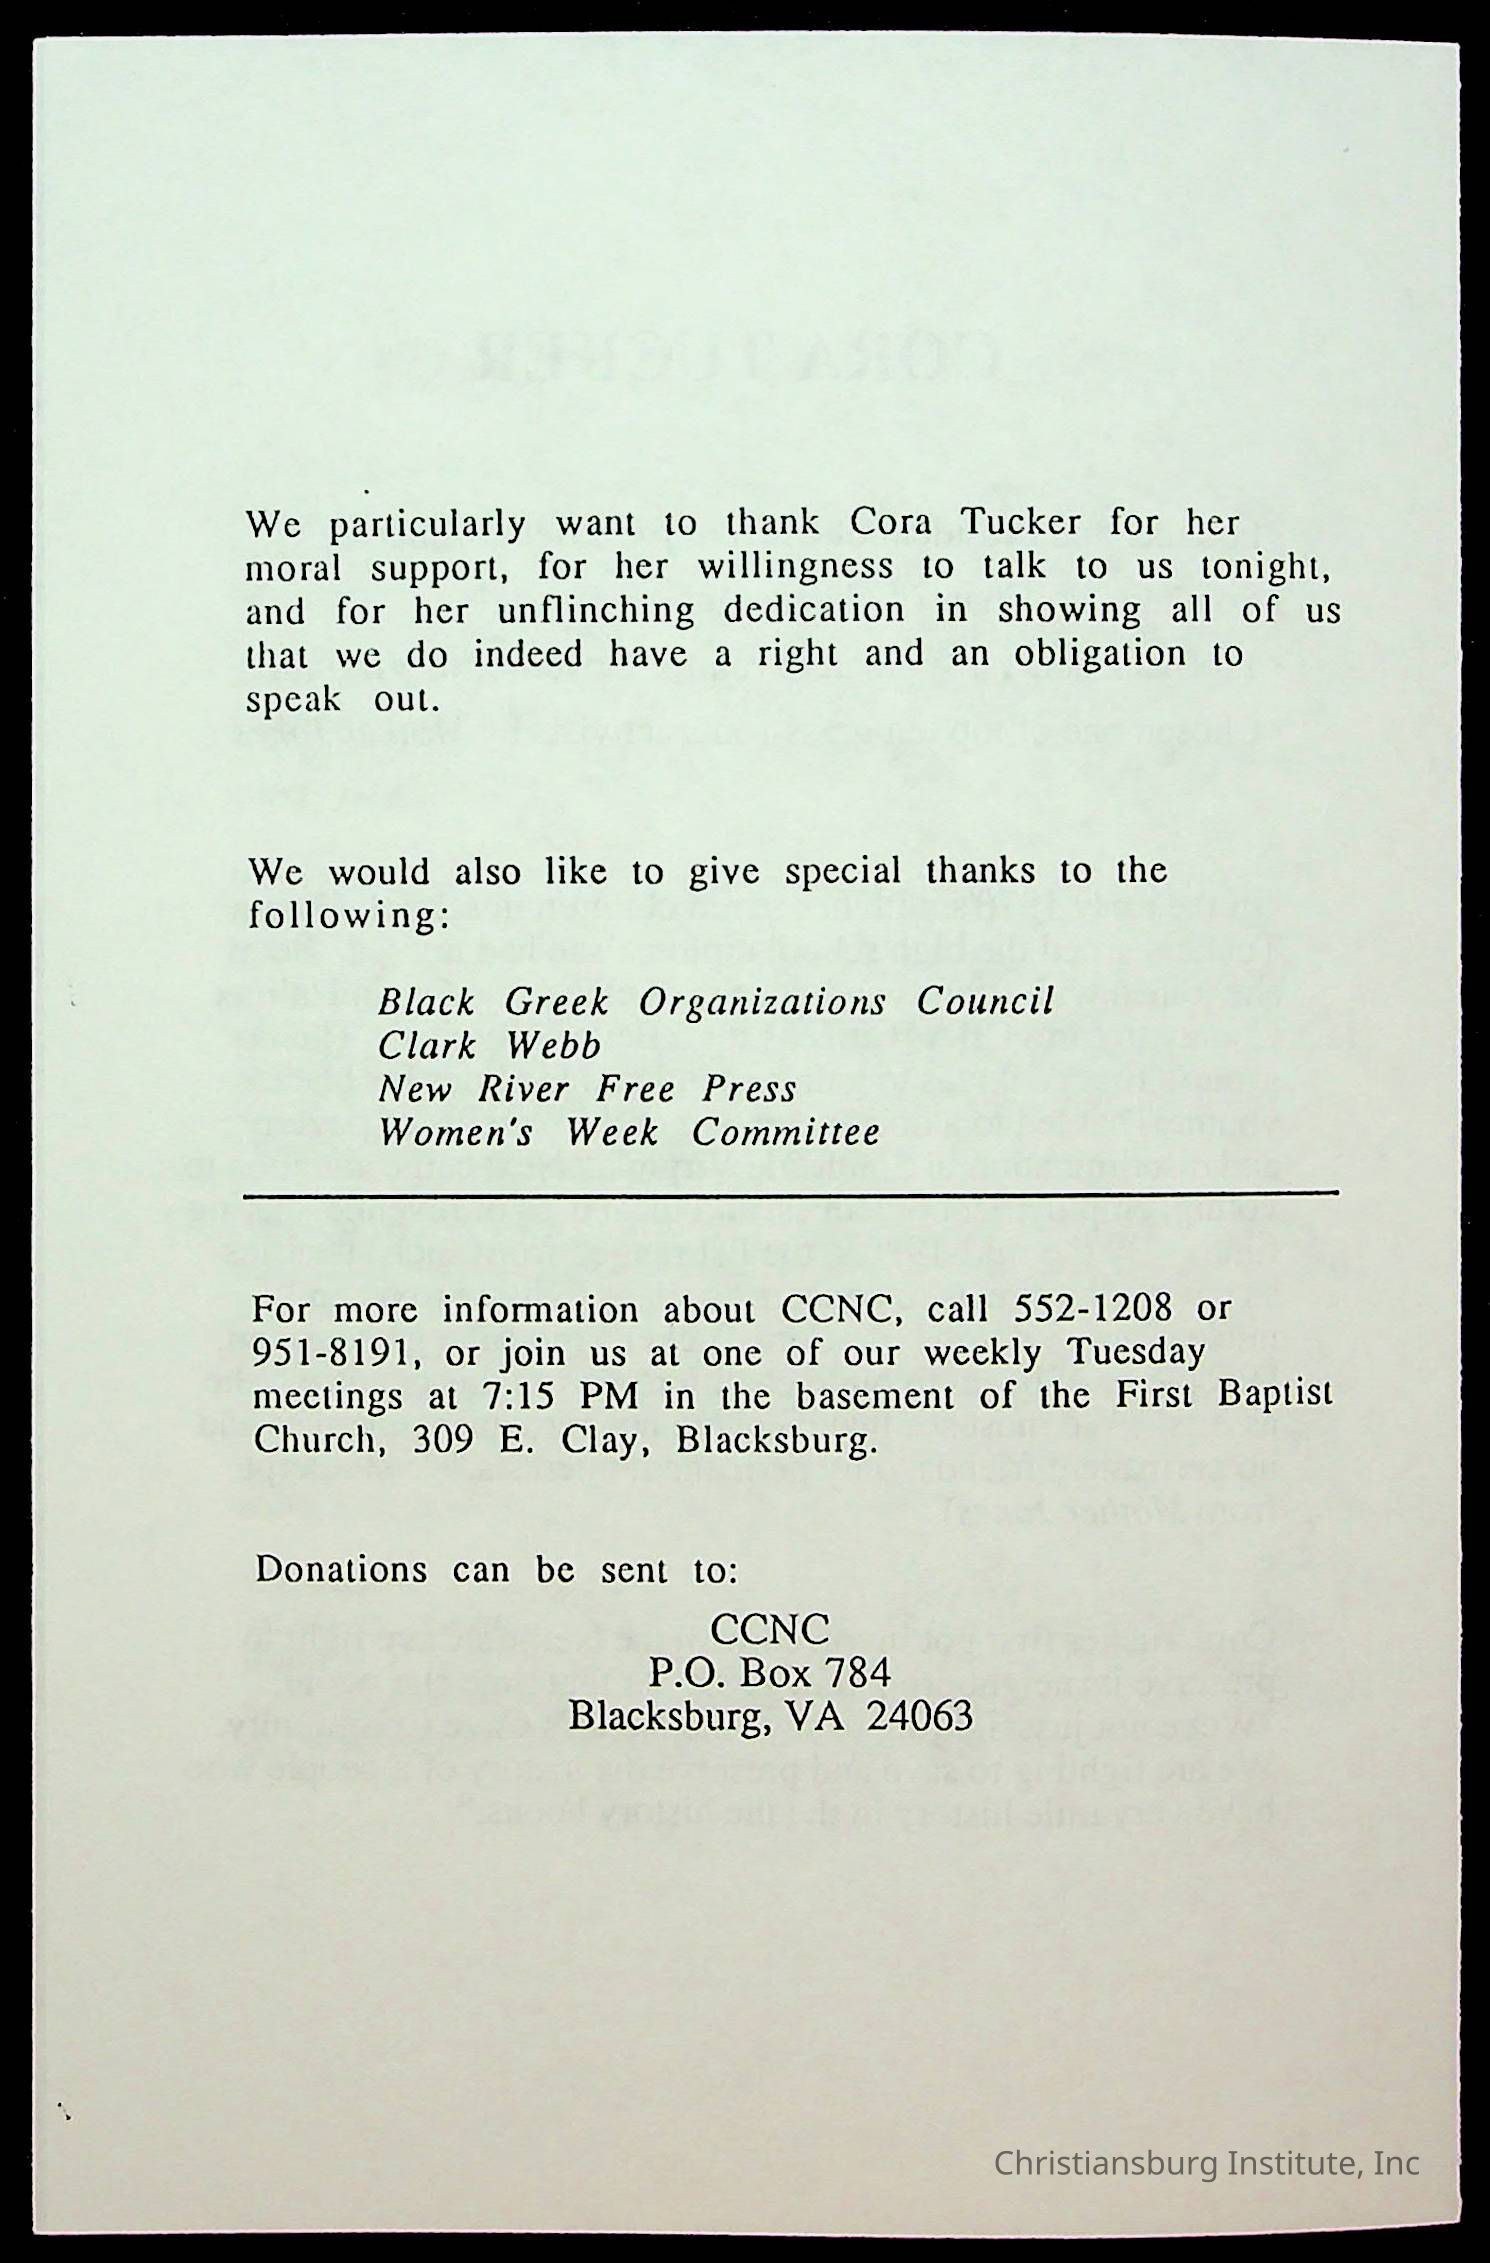 We particularly want to thank Cora Tucker for her
moral support, for her willingness to talk to us tonight,
and for her unflinching dedication in showing all of us
that we do indeed have a right and an obligation to
speak out.
We would also like to give special thanks to the
following:
Black Greek Organizations Council
Clark Webb
New River Free Press
Women's Week Committee
For more information about CCNC, call 552-1208 or
951-8191, or join us at one of our weekly Tuesday
meetings at 7:15 PM in the basement of the First Baptist
Church, 309 E. Clay, Blacksburg.
Donations can be sent to:
CCNC
P.O. Box 784
Blacksburg, VA 24063
Christiansburg Institute, Inc